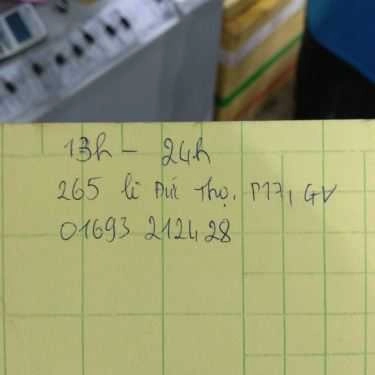 13h - 24h
265 lê Đức Thọ. P17, GV
01693 212428